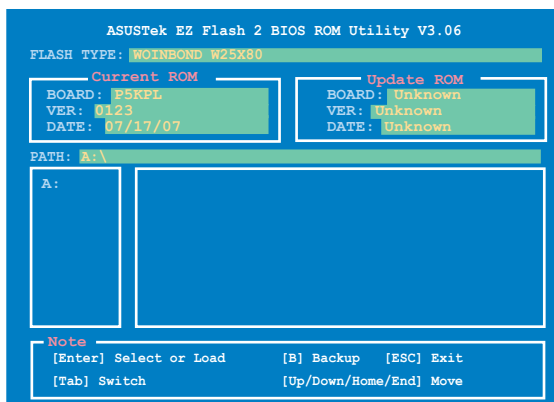 ASUSTek EZ Flash 2 BIOS ROM Utility V3.06
FLASH TYPE: WOINBOND W25X80
Current ROM
BOARD: P5KPL
VER: 0123
DATE: 07/17/07
Update ROM
BOARD: Unknown
VER: Unknown
DATE: Unknown
PATH: A:\
A:
Note
[Enter] Select or Load [B] Backup [ESC] Exit
[Tab] Switch [Up/Down/Home/End] Move